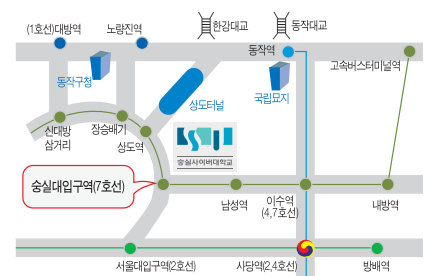 (1호선)대방역
노량진역
한강대교
동작대교
동작역
고속버스터미널역
동작구청
상도터널
국립묘지
신대방
삼거리
장승배기
상도역
숭실사이버대학교
숭실대입구역(7호선)
남성역
이수역
(4,7호선)
내방역
서울대입구역(2호선)
사당역(2,4호선)
방배역